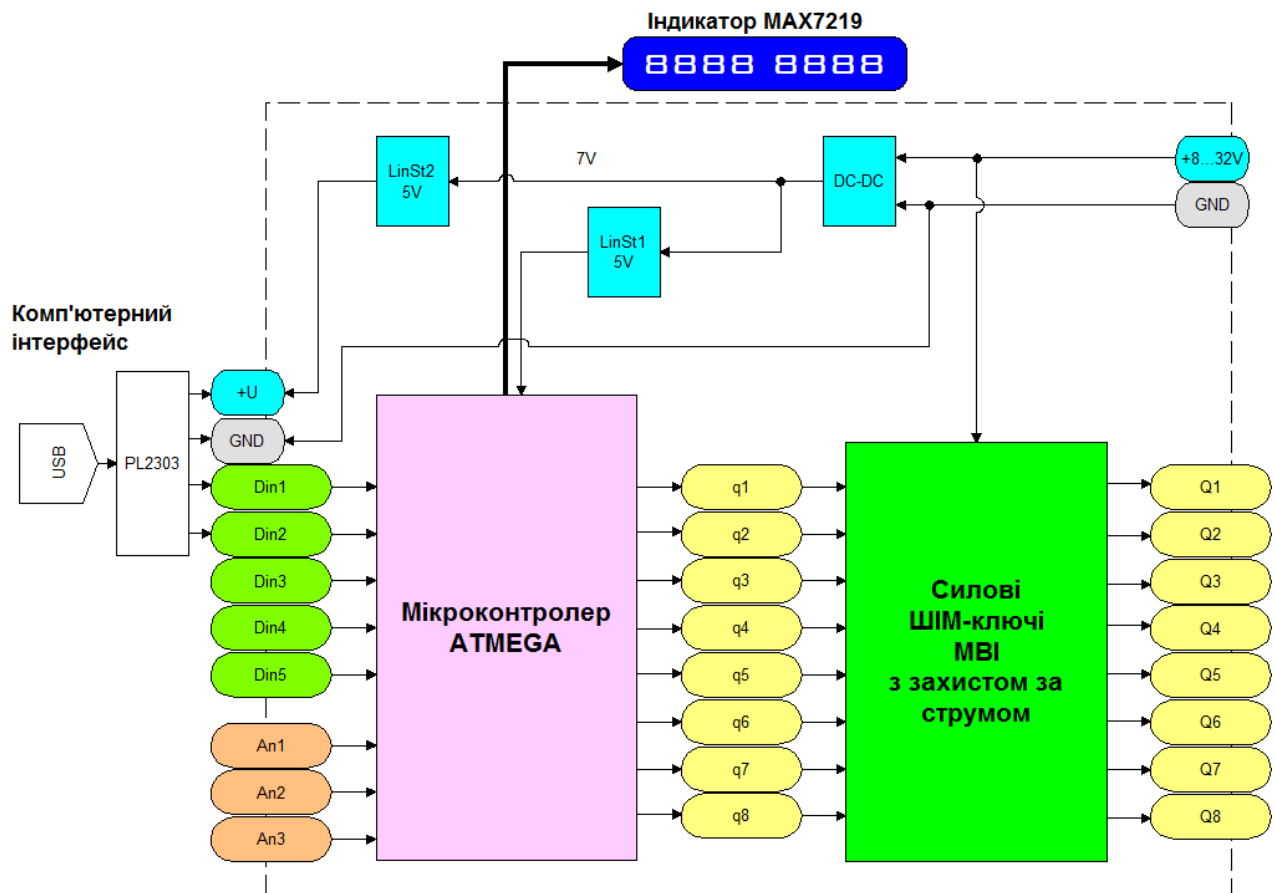 Індикатор MAX7219
8888 8888
+8...32V
GND
DC-DC
7V
LinSt2
5V
LinSt1
5V
Комп'ютерний
інтерфейс
USB
PL2303
+U
GND
Din1
Din2
Din3
Din4
Din5
An1
An2
An3
Мікроконтролер
ATMEGA
q1
q2
q3
q4
q5
q6
q7
q8
Силові
ШІМ-ключі
МВІ
з захистом за
струмом
Q1
Q2
Q3
Q4
Q5
Q6
Q7
Q8